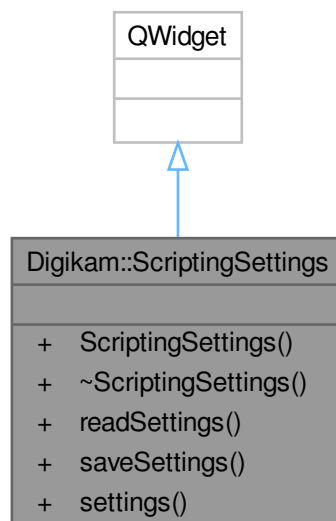 QWidget
Digikam::ScriptingSettings
+ ScriptingSettings()
+ ~ScriptingSettings()
+ readSettings()
+ saveSettings()
+ settings()